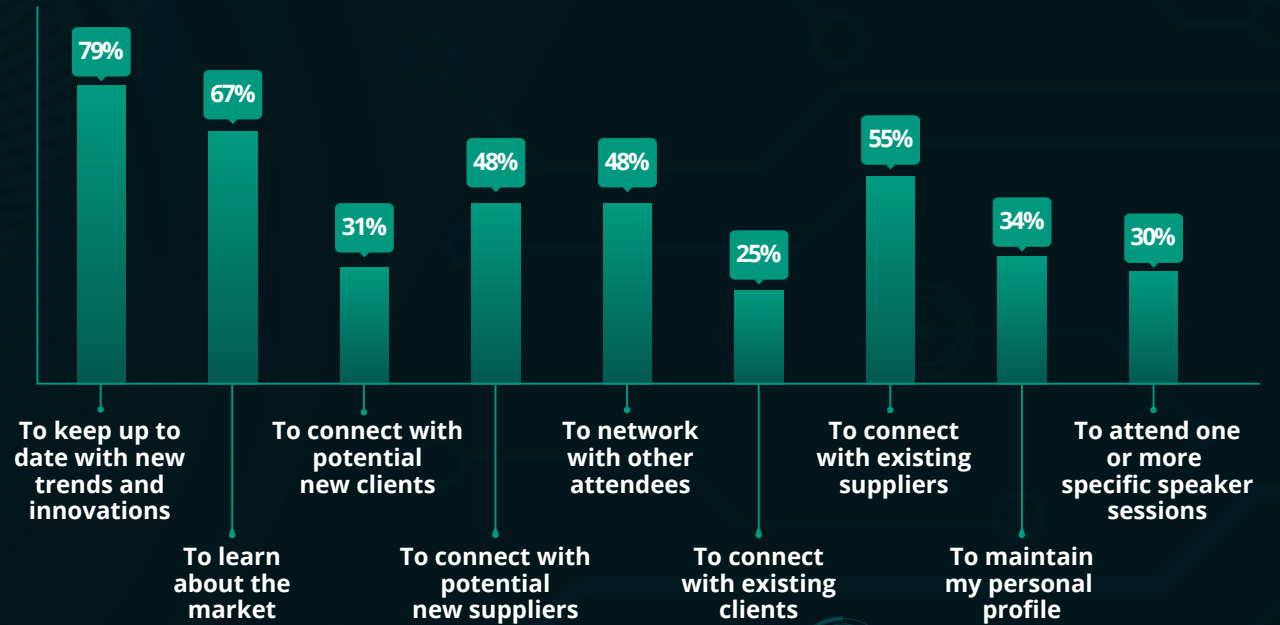 79%
67%
31%
48%
48%
25%
55%
34%
30%
To keep up to
date with new
trends and
innovations
To learn
about the
market
To connect with
potential
new clients
To connect with
potential
new suppliers
To network
with other
attendees
To connect
with existing
clients
To connect
with existing
suppliers
To maintain
my personal
profile
To attend one
or more
specific speaker
sessions